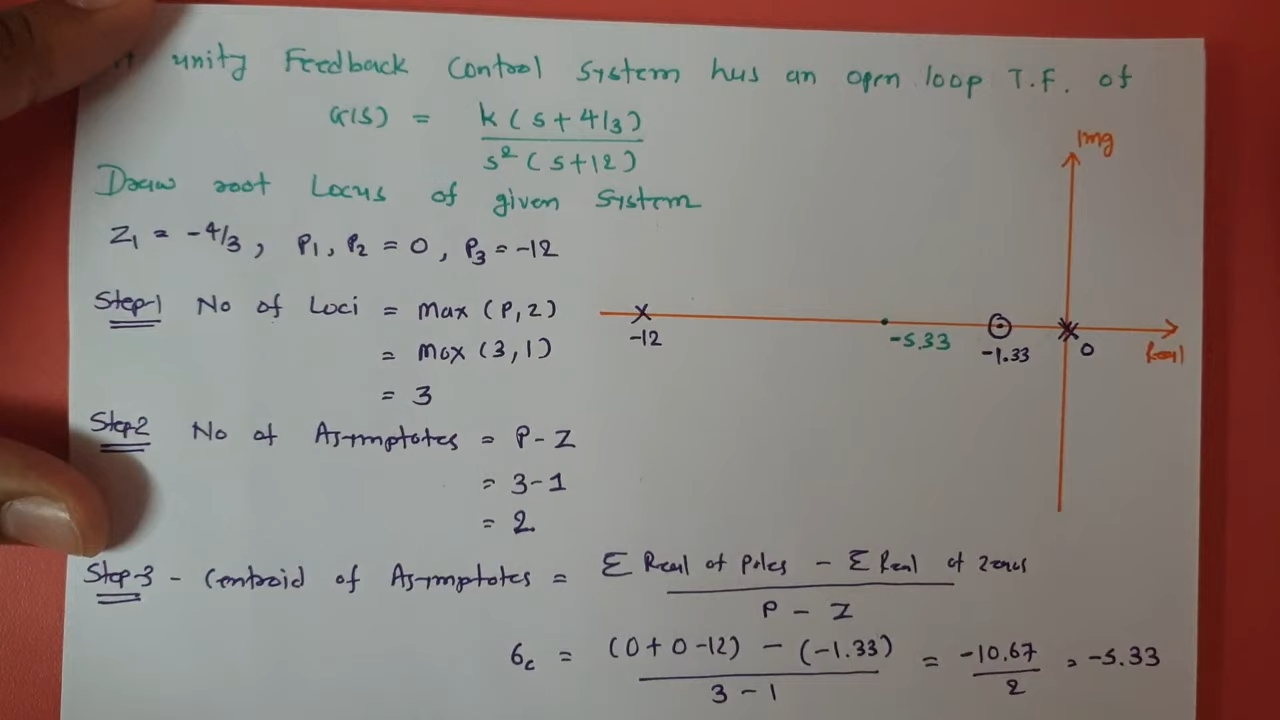 unity Feedback Control System has an open loop T.F. of
G(S) = K(S+4/3) / S²(S+12)
Draw root Locus of given System
Z₁ = -4/3, P₁, P₂ = 0, P₃ = -12
Step-1 No of Loci = Max (P,Z)
= Max (3,1)
= 3
Step-2 No of Asymptotes = P-Z
= 3-1
= 2
Step-3 - Centroid of Asymptotes = Σ Real of Poles - Σ Real of zeros / P - Z
σc = (0+0-12) - (-1.33) / 3-1 = -10.67 / 2 = -5.33
Img
Real
-12
-5.33
-1.33
0